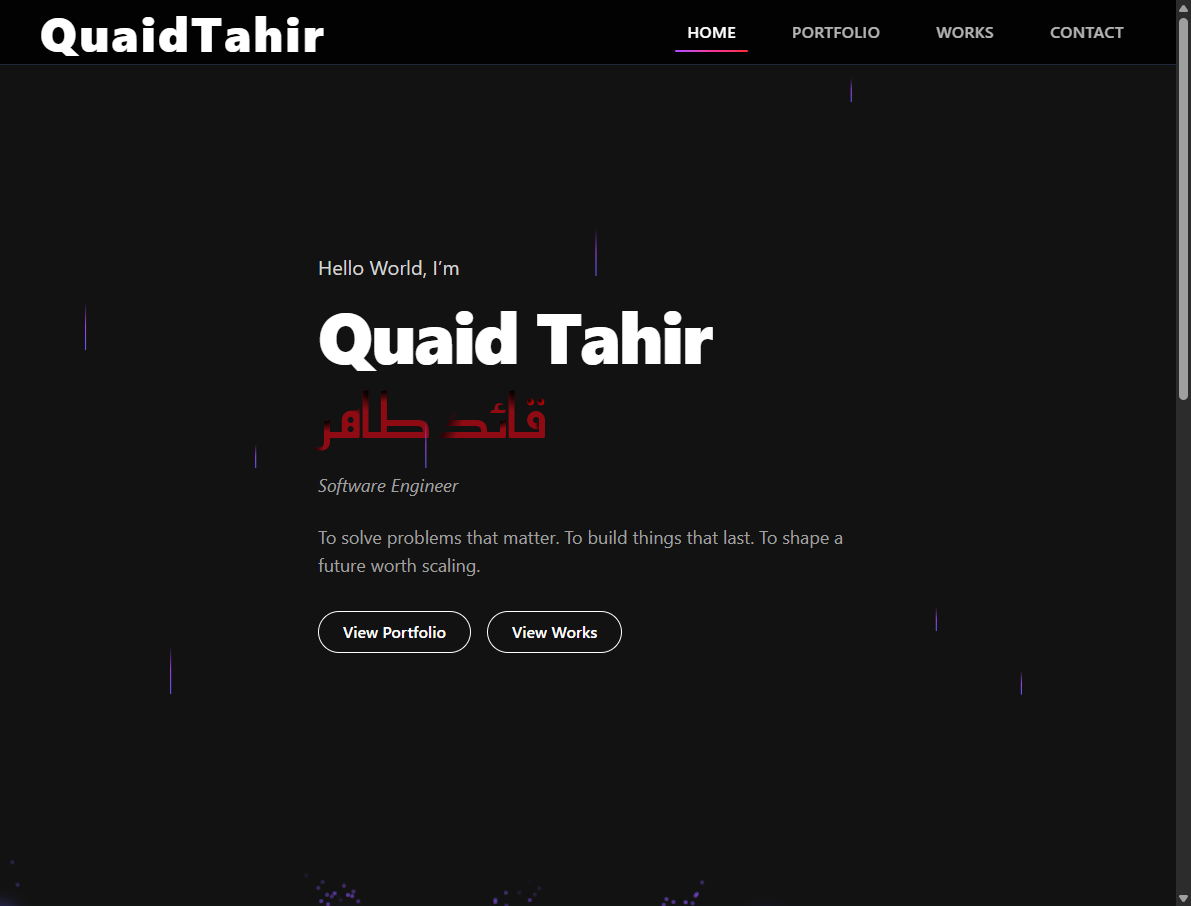 QuaidTahir
HOME PORTFOLIO WORKS CONTACT
Hello World, I’m
Quaid Tahir
قائد طاهر
Software Engineer
To solve problems that matter. To build things that last. To shape a
future worth scaling.
View Portfolio View Works